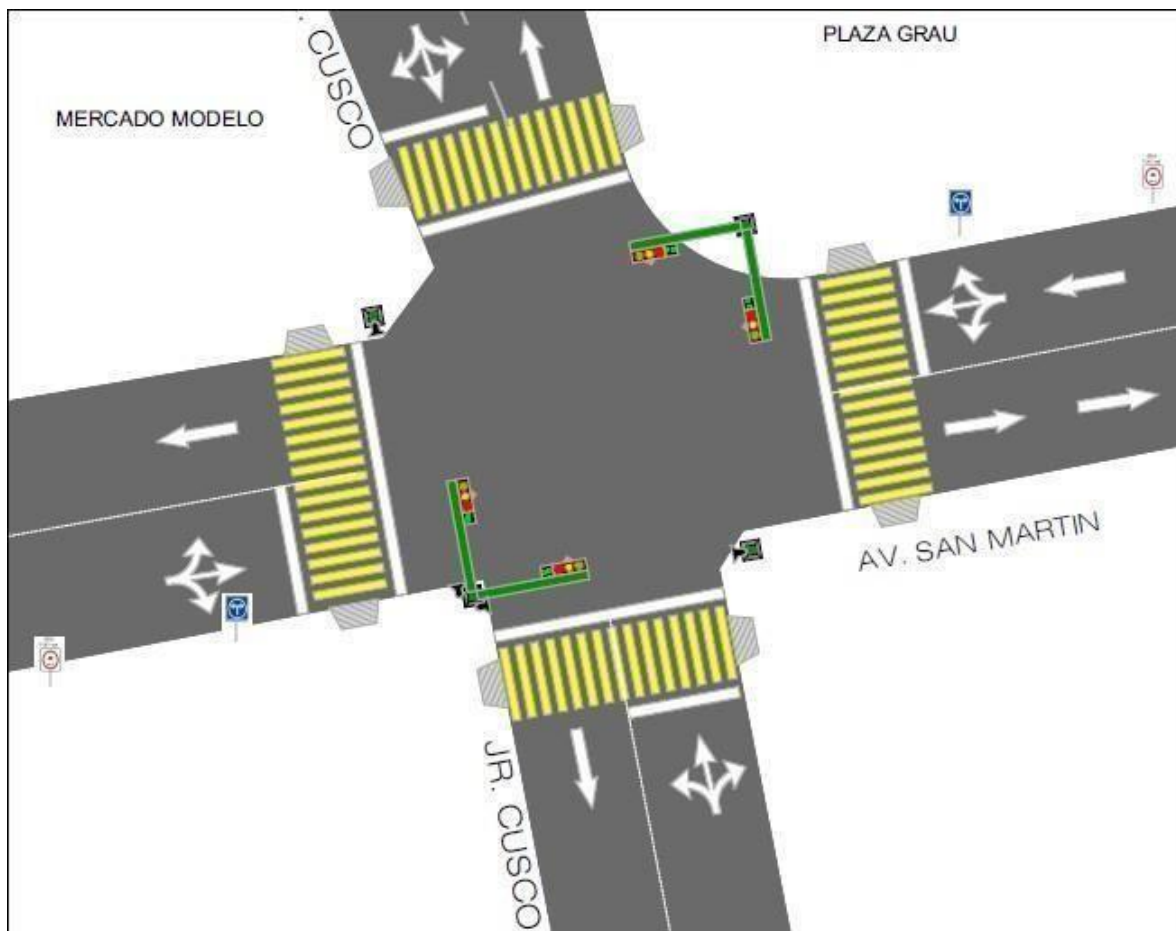 PLAZA GRAU
. CUSCO
MERCADO MODELO
AV. SAN MARTIN
JR. CUSCO